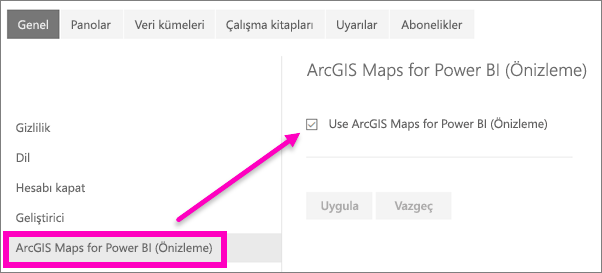 Genel Panolar Veri kümeleri Çalışma kitapları Uyarılar Abonelikler
ArcGIS Maps for Power BI (Önizleme)
Use ArcGIS Maps for Power BI (Önizleme)
Uygula Vazgeç
Gizlilik
Dil
Hesabı kapat
Geliştirici
ArcGIS Maps for Power BI (Önizleme)